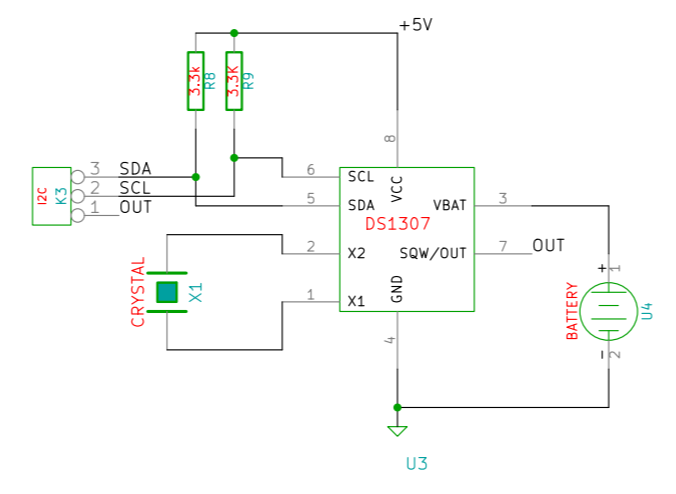 +5V
3.3k
R8
3.3K
R9
8
3
SDA
6
SCL
VCC
I2C
K3
2
SCL
1
OUT
5
SDA
VBAT
3
DS1307
2
X2
SQW/OUT
7
OUT
CRYSTAL
X1
1
X1
GND
+
1
BATTERY
U4
-
2
4
U3